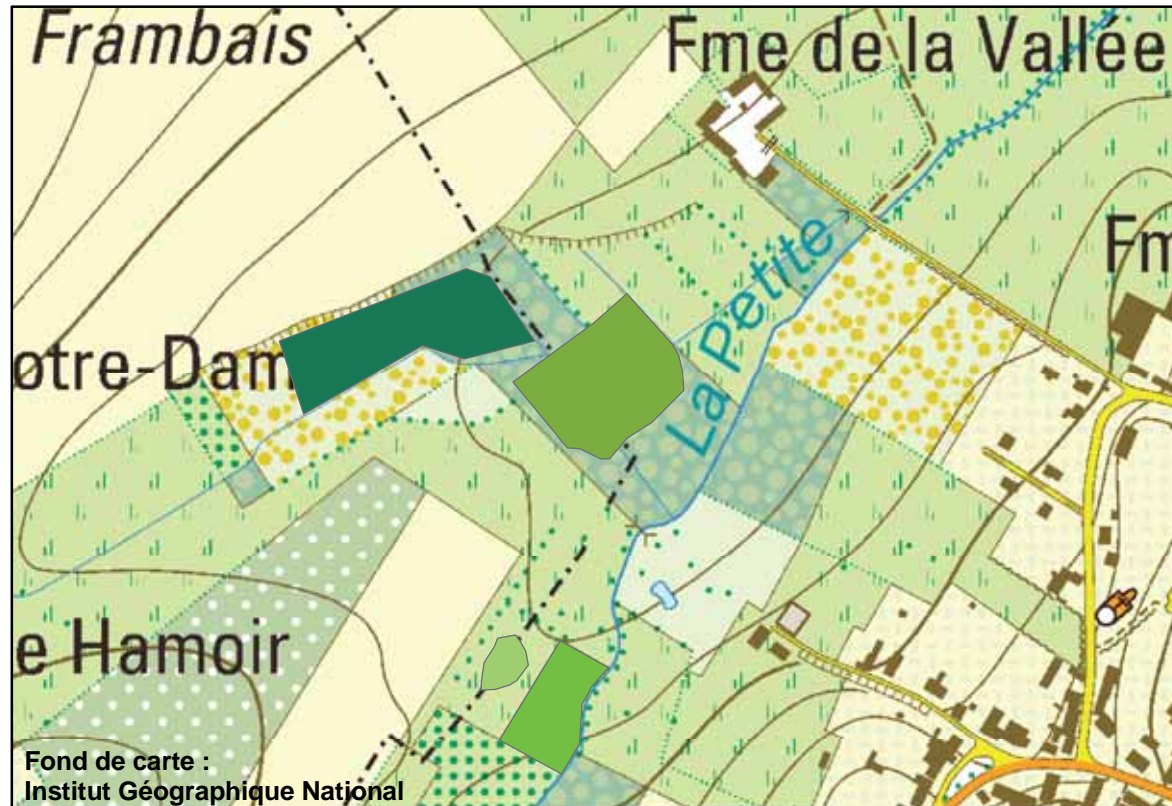 Frambais
Fme de la Vallée
Fm
La Petite
otre-Dam
e Hamoir
Fond de carte :
Institut Géographique National